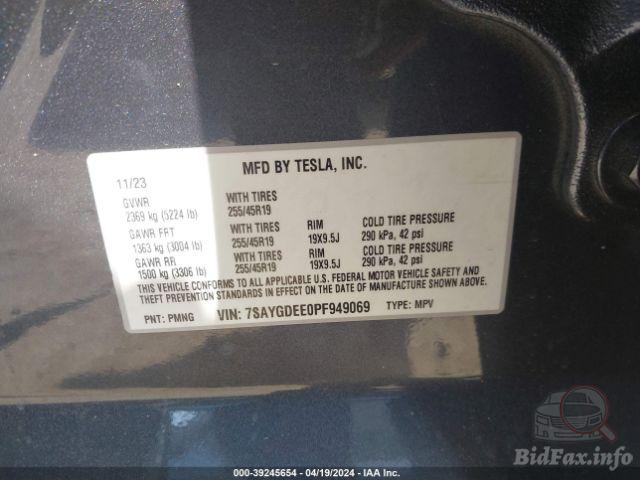 MFD BY TESLA, INC.
11/23
GVWR WITH TIRES
2369 kg (5224 lb) 255/45R19
GAWR FRT WITH TIRES RIM COLD TIRE PRESSURE
1363 kg (3004 lb) 255/45R19 19X9.5J 290 kPa, 42 psi
GAWR RR WITH TIRES RIM COLD TIRE PRESSURE
1500 kg (3306 lb) 255/45R19 19X9.5J 290 kPa, 42 psi
THIS VEHICLE CONFORMS TO ALL APPLICABLE U.S. FEDERAL MOTOR VEHICLE SAFETY AND
THEFT PREVENTION STANDARDS IN EFFECT ON THE DATE OF MANUFACTURE SHOWN ABOVE.
PNT: PMNG VIN: 7SAYGDEE0PF949069 TYPE: MPV
BidFax.info
000-39245654 - 04/19/2024 - IAA Inc.